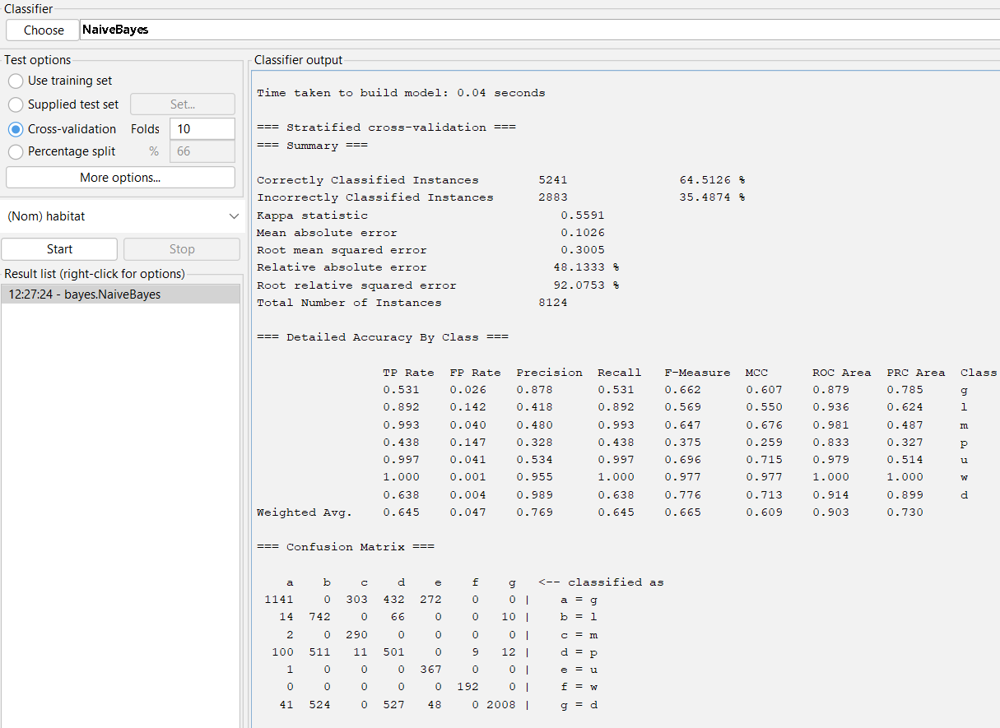 Classifier
Choose NaiveBayes
Test options
Use training set
Supplied test set Set...
Cross-validation Folds 10
Percentage split % 66
More options...
(Nom) habitat
Start Stop
Result list (right-click for options)
12:27:24 - bayes.NaiveBayes
Classifier output
Time taken to build model: 0.04 seconds
=== Stratified cross-validation ===
=== Summary ===
Correctly Classified Instances 5241 64.5126 %
Incorrectly Classified Instances 2883 35.4874 %
Kappa statistic 0.5591
Mean absolute error 0.1026
Root mean squared error 0.3005
Relative absolute error 48.1333 %
Root relative squared error 92.0753 %
Total Number of Instances 8124
=== Detailed Accuracy By Class ===
TP Rate FP Rate Precision Recall F-Measure MCC ROC Area PRC Area Class
0.531 0.026 0.878 0.531 0.662 0.607 0.879 0.785 g
0.892 0.142 0.418 0.892 0.569 0.550 0.936 0.624 l
0.993 0.040 0.480 0.993 0.647 0.676 0.981 0.487 m
0.438 0.147 0.328 0.438 0.375 0.259 0.833 0.327 p
0.997 0.041 0.534 0.997 0.696 0.715 0.979 0.514 u
1.000 0.001 0.955 1.000 0.977 0.977 1.000 1.000 w
0.638 0.004 0.989 0.638 0.776 0.713 0.914 0.899 d
Weighted Avg. 0.645 0.047 0.769 0.645 0.665 0.609 0.903 0.730
=== Confusion Matrix ===
a b c d e f g <-- classified as
1141 0 303 432 272 0 0 | a = g
14 742 0 66 0 0 10 | b = l
2 0 290 0 0 0 0 | c = m
100 511 11 501 0 9 12 | d = p
1 0 0 0 367 0 0 | e = u
0 0 0 0 0 192 0 | f = w
41 524 0 527 48 0 2008 | g = d